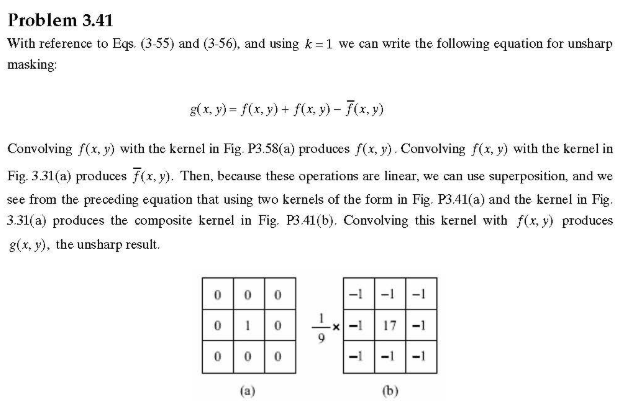 Problem 3.41
With reference to Eqs. (3-55) and (3-56), and using k = 1 we can write the following equation for unsharp
masking:
g(x, y) = f(x, y) + f(x, y) − f̅(x, y)
Convolving f(x, y) with the kernel in Fig. P3.58(a) produces f(x, y). Convolving f(x, y) with the kernel in
Fig. 3.31(a) produces f̅(x, y). Then, because these operations are linear, we can use superposition, and we
see from the preceding equation that using two kernels of the form in Fig. P3.41(a) and the kernel in Fig.
3.31(a) produces the composite kernel in Fig. P3.41(b). Convolving this kernel with f(x, y) produces
g(x, y), the unsharp result.
0 0 0 −1 −1 −1
0 1 0 1/9 × −1 17 −1
0 0 0 −1 −1 −1
(a) (b)